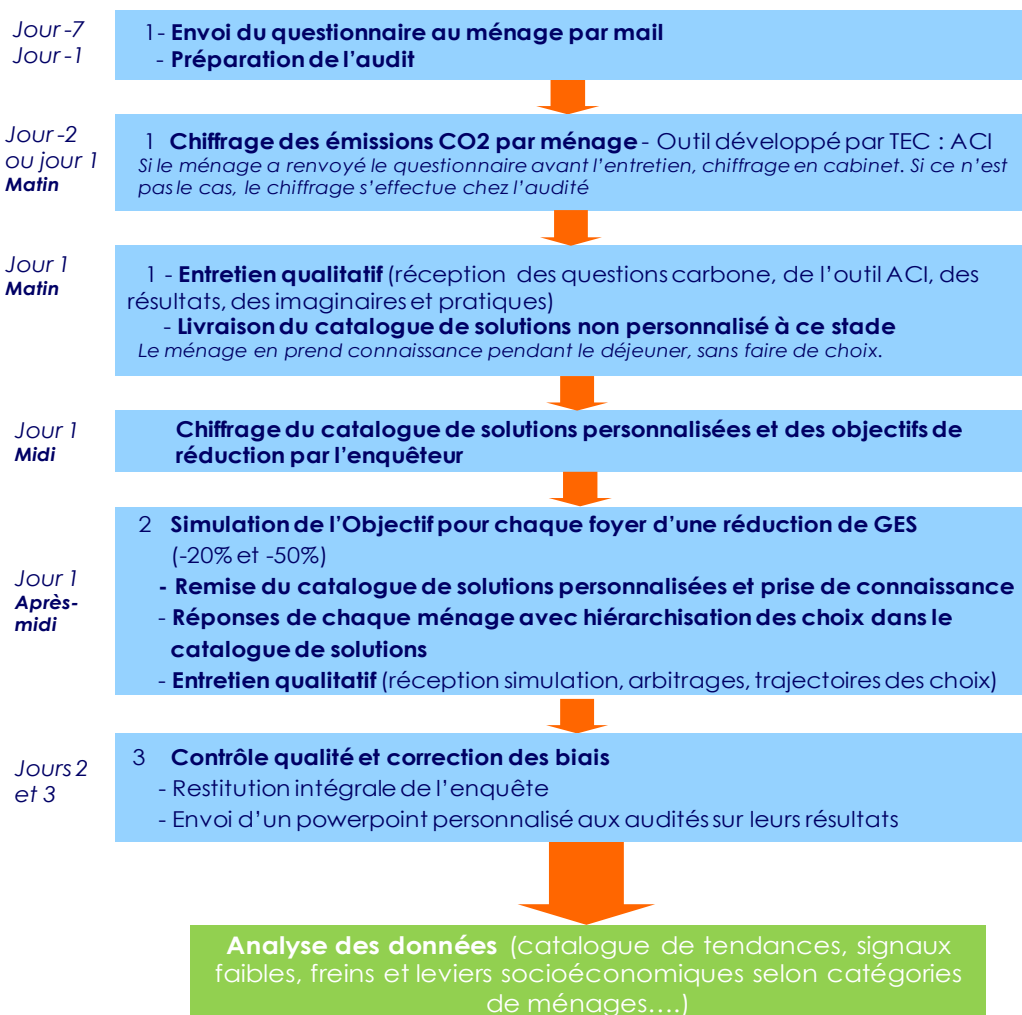 Jour -7
Jour -1
1- Envoi du questionnaire au ménage par mail
- Préparation de l'audit
Jour -2
ou jour 1
Matin
1 Chiffrage des émissions CO2 par ménage - Outil développé par TEC : ACI
Si le ménage a renvoyé le questionnaire avant l'entretien, chiffrage en cabinet. Si ce n'est
pas le cas, le chiffrage s'effectue chez l'audité
Jour 1
Matin
1 - Entretien qualitatif (réception des questions carbone, de l'outil ACI, des
résultats, des imaginaires et pratiques)
- Livraison du catalogue de solutions non personnalisé à ce stade
Le ménage en prend connaissance pendant le déjeuner, sans faire de choix.
Jour 1
Midi
Chiffrage du catalogue de solutions personnalisées et des objectifs de
réduction par l'enquêteur
Jour 1
Après-
midi
2 Simulation de l'Objectif pour chaque foyer d'une réduction de GES
(-20% et -50%)
- Remise du catalogue de solutions personnalisées et prise de connaissance
- Réponses de chaque ménage avec hiérarchisation des choix dans le
catalogue de solutions
- Entretien qualitatif (réception simulation, arbitrages, trajectoires des choix)
Jours 2
et 3
3 Contrôle qualité et correction des biais
- Restitution intégrale de l'enquête
- Envoi d'un powerpoint personnalisé aux audités sur leurs résultats
Analyse des données (catalogue de tendances, signaux
faibles, freins et leviers socioéconomiques selon catégories
de ménages....)